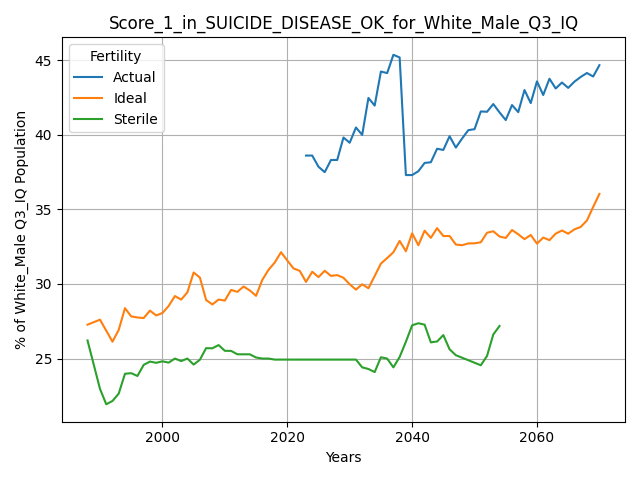 Score_1_in_SUICIDE_DISEASE_OK_for_White_Male_Q3_IQ
Fertility
Actual
Ideal
Sterile
% of White_Male Q3_IQ Population
45
40
35
30
25
2000
2020
2040
2060
Years